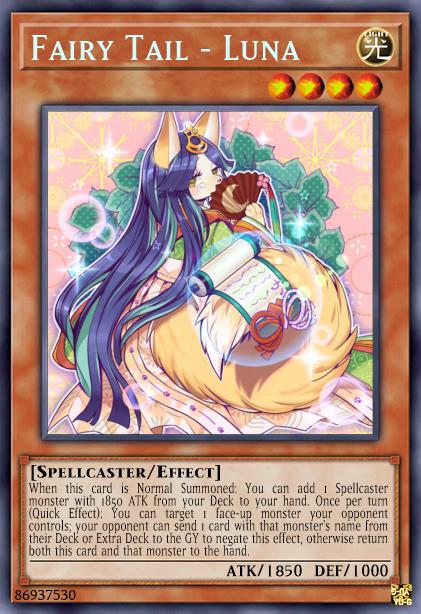 Fairy Tail - Luna
LIGHT
光
[Spellcaster/Effect]
When this card is Normal Summoned: You can add 1 Spellcaster
monster with 1850 ATK from your Deck to your hand. Once per turn
(Quick Effect): You can target 1 face-up monster your opponent
controls; your opponent can send 1 card with that monster's name from
their Deck or Extra Deck to the GY to negate this effect, otherwise return
both this card and that monster to the hand.
ATK/1850 DEF/1000
86937530